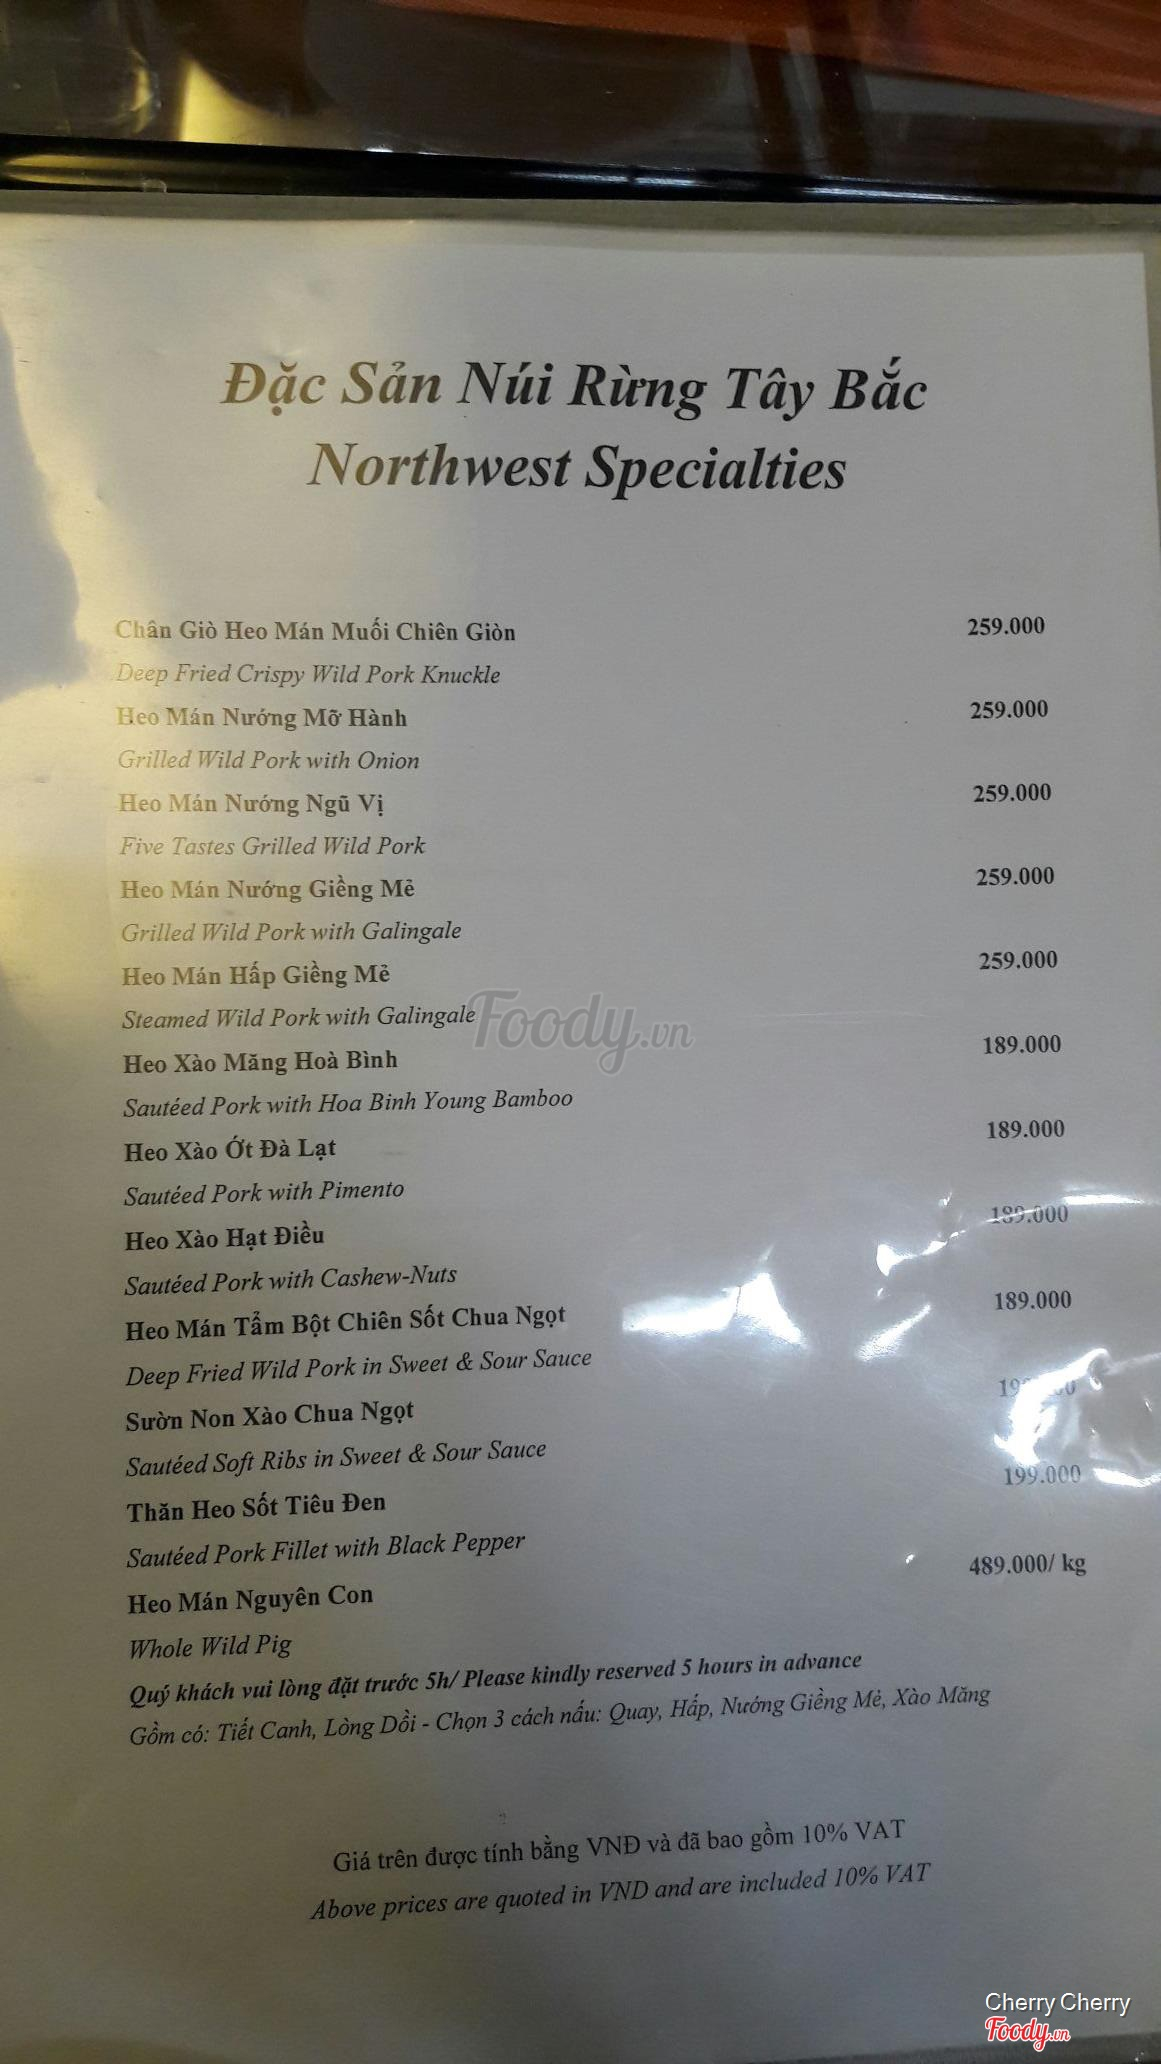 Đặc Sản Núi Rừng Tây Bắc
Northwest Specialties
Chân Giò Heo Mán Muối Chiên Giòn 259.000
Deep Fried Crispy Wild Pork Knuckle
Heo Mán Nướng Mỡ Hành 259.000
Grilled Wild Pork with Onion
Heo Mán Nướng Ngũ Vị 259.000
Five Tastes Grilled Wild Pork
Heo Mán Nướng Giềng Mẻ 259.000
Grilled Wild Pork with Galingale
Heo Mán Hấp Giềng Mẻ 259.000
Steamed Wild Pork with Galingale
Foody.vn
Heo Xào Măng Hoà Bình 189.000
Sautéed Pork with Hoa Binh Young Bamboo
Heo Xào Ớt Đà Lạt 189.000
Sautéed Pork with Pimento
Heo Xào Hạt Điều 189.000
Sautéed Pork with Cashew-Nuts
Heo Mán Tẩm Bột Chiên Sốt Chua Ngọt 189.000
Deep Fried Wild Pork in Sweet & Sour Sauce
Sườn Non Xào Chua Ngọt
Sautéed Soft Ribs in Sweet & Sour Sauce
Thăn Heo Sốt Tiêu Đen 199.000
Sautéed Pork Fillet with Black Pepper
Heo Mán Nguyên Con 489.000/ kg
Whole Wild Pig
Quý khách vui lòng đặt trước 5h/ Please kindly reserved 5 hours in advance
Gồm có: Tiết Canh, Lòng Dồi - Chọn 3 cách nấu: Quay, Hấp, Nướng Giềng Mẻ, Xào Măng
Giá trên được tính bằng VNĐ và đã bao gồm 10% VAT
Above prices are quoted in VND and are included 10% VAT
Cherry Cherry
Foody.vn